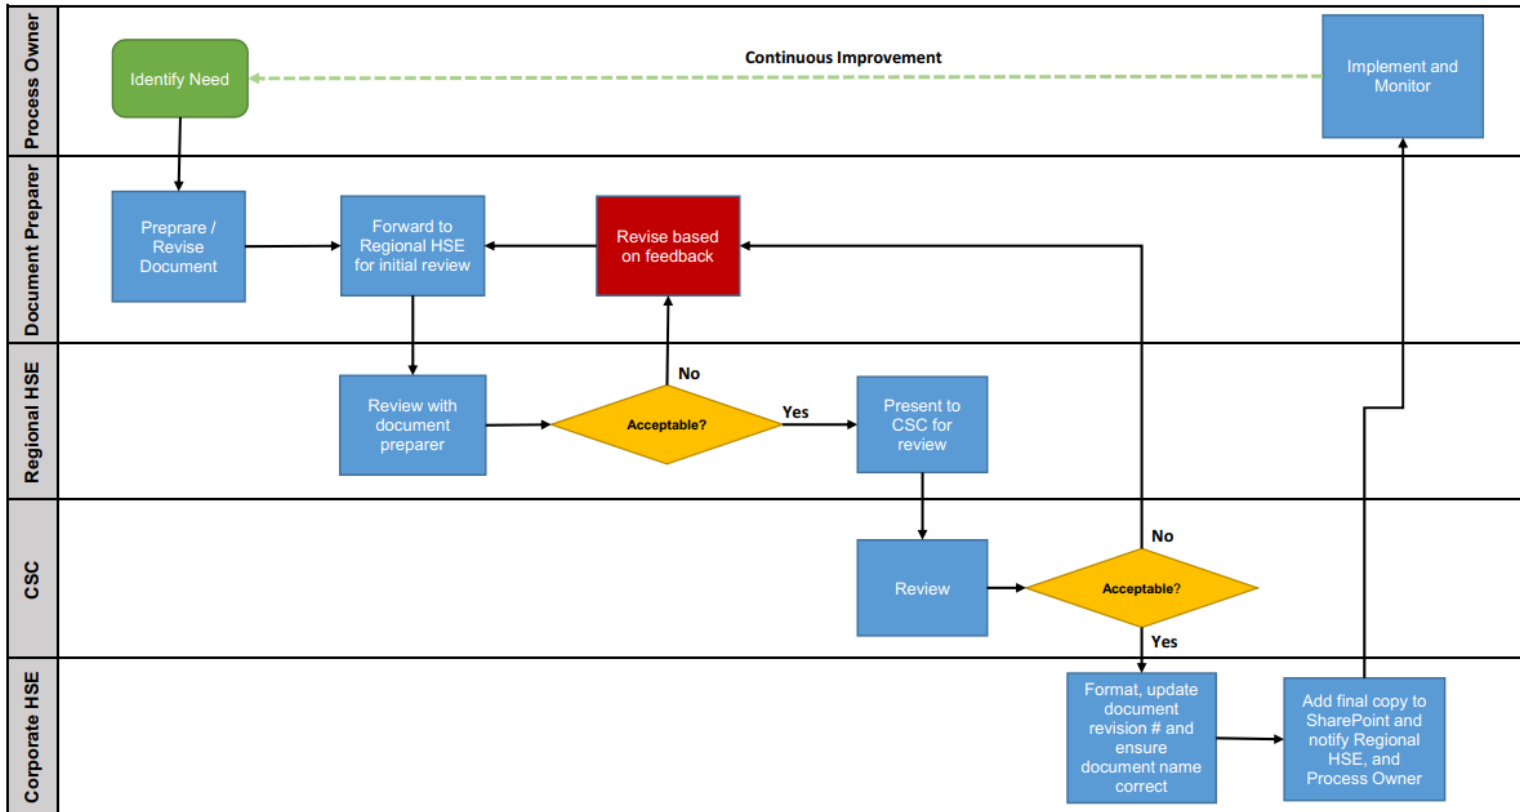 Process Owner
Identify Need
Continuous Improvement
Implement and
Monitor
Document Preparer
Preprare /
Revise
Document
Forward to
Regional HSE
for initial review
Revise based
on feedback
Regional HSE
Review with
document
preparer
Acceptable?
No
Yes
Present to
CSC for
review
CSC
Review
Acceptable?
No
Yes
Corporate HSE
Format, update
document
revision # and
ensure
document name
correct
Add final copy to
SharePoint and
notify Regional
HSE, and
Process Owner